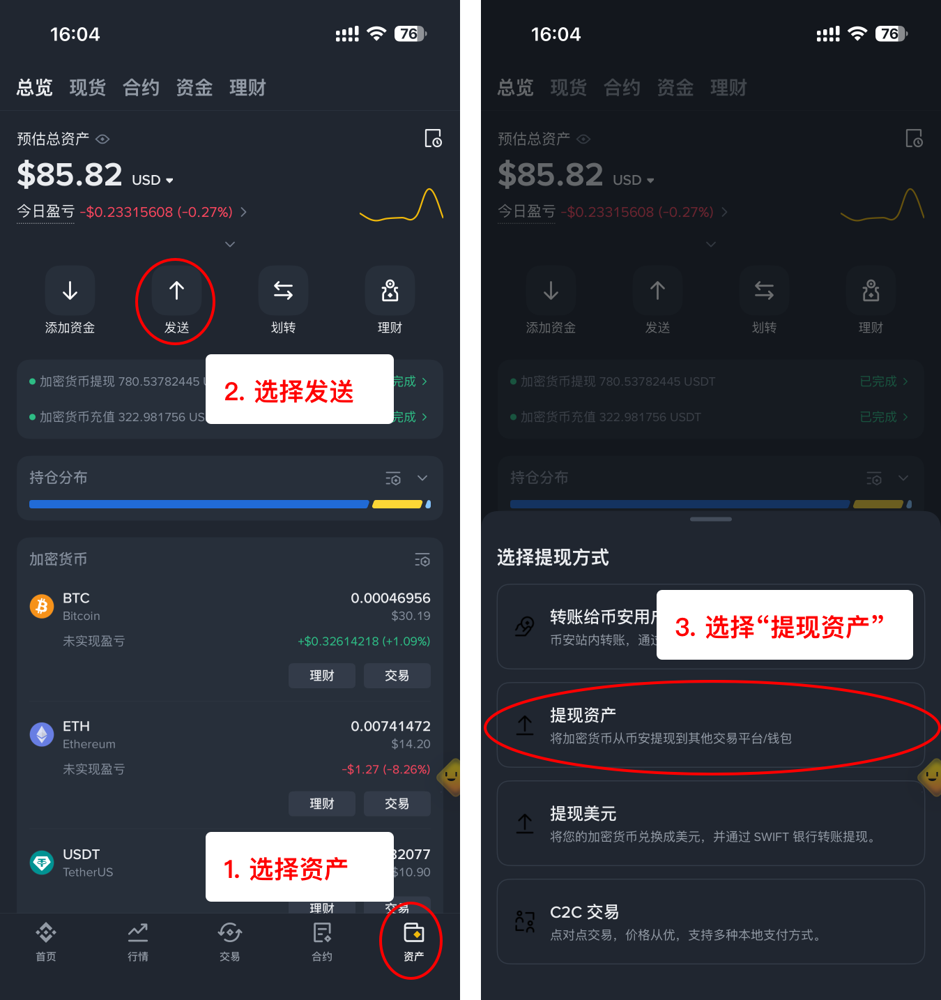 16:04
76
总览 现货 合约 资金 理财
预估总资产
$85.82 USD
今日盈亏 -$0.23315608 (-0.27%)
添加资金 发送 划转 理财
加密货币提现 780.53782445 U
完成
加密货币充值 322.981756 US
完成
2. 选择发送
持仓分布
加密货币
BTC 0.00046956
Bitcoin $30.19
未实现盈亏 +$0.32614218 (+1.09%)
理财 交易
ETH 0.00741472
Ethereum $14.20
未实现盈亏 -$1.27 (-8.26%)
理财 交易
USDT 32077
TetherUS $10.90
1. 选择资产
理财 交易
首页 行情 交易 合约 资产
16:04
76
总览 现货 合约 资金 理财
预估总资产
$85.82 USD
今日盈亏 -$0.23315608 (-0.27%)
添加资金 发送 划转 理财
加密货币提现 780.53782445 USDT 已完成
加密货币充值 322.981756 USDT 已完成
持仓分布
选择提现方式
转账给币安用户
币安站内转账，通过
3. 选择“提现资产”
提现资产
将加密货币从币安提现到其他交易平台/钱包
提现美元
将您的加密货币兑换成美元，并通过 SWIFT 银行转账提现。
C2C 交易
点对点交易，价格从优，支持多种本地支付方式。